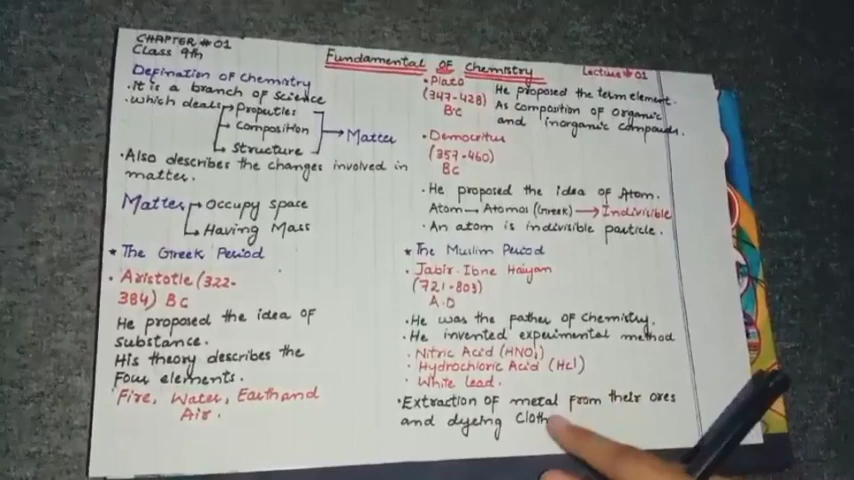 CHAPTER # 01
Class 9th
Fundamental OF Chemistry
Lecture # 01
Defination OF Chemistry
• It is a branch of Science
• which deals → Properties
→ Composition → Matter
→ Structure
• Also describes the changes involved in
matter.
Matter → Occupy space
→ Having Mass
* The Greek Period
• Aristotle (322-
384) BC
He proposed the idea of
substance.
His theory describes the
Four elements.
Fire, Water, Earth and
Air.
• Plato
(347-428)
BC
He proposed the term element.
As composition of organic
and inorganic compounds.
• Democritus
(357-460)
BC
• He proposed the idea of Atom.
Atom → Atomos (Greek) → Indivisible
• An atom is indivisible particle.
* The Muslim Period
• Jabir Ibne Haiyam
(721-803)
A.D
• He was the father of Chemistry.
• He invented experimental method
• Nitric Acid (HNO3)
• Hydrochloric Acid (HCl)
• White lead.
• Extraction of metal from their ores
and dyeing cloth